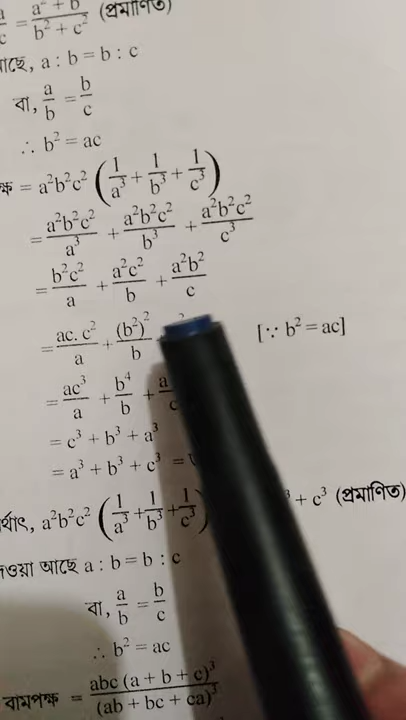 a/c = (a² + b²)/(b² + c²) (প্রমাণিত)
আছে, a : b = b : c
বা, a/b = b/c
∴ b² = ac
= a²b²c² (1/a³ + 1/b³ + 1/c³)
= a²b²c²/a³ + a²b²c²/b³ + a²b²c²/c³
= b²c²/a + a²c²/b + a²b²/c
= ac. c²/a + (b²)²/b [∵ b² = ac]
= ac³/a + b⁴/b +
= c³ + b³ + a³
= a³ + b³ + c³ =
অর্থাৎ, a²b²c² (1/a³ + 1/b³ + 1/c³) + c³ (প্রমাণিত)
দেওয়া আছে a : b = b : c
বা, a/b = b/c
∴ b² = ac
বামপক্ষ = abc (a + b + c)³/(ab + bc + ca)³